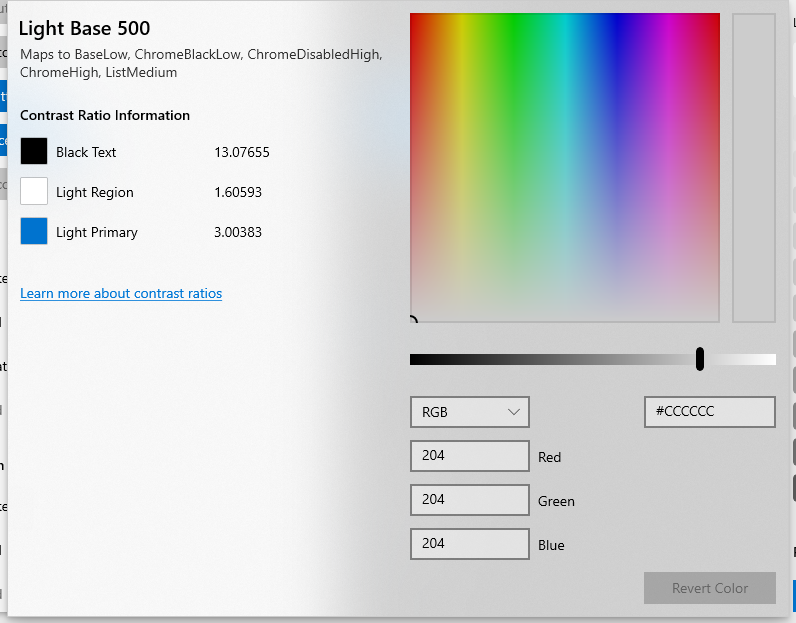 Light Base 500
Maps to BaseLow, ChromeBlackLow, ChromeDisabledHigh,
ChromeHigh, ListMedium
Contrast Ratio Information
Black Text 13.07655
Light Region 1.60593
Light Primary 3.00383
Learn more about contrast ratios
RGB #CCCCCC
204 Red
204 Green
204 Blue
Revert Color